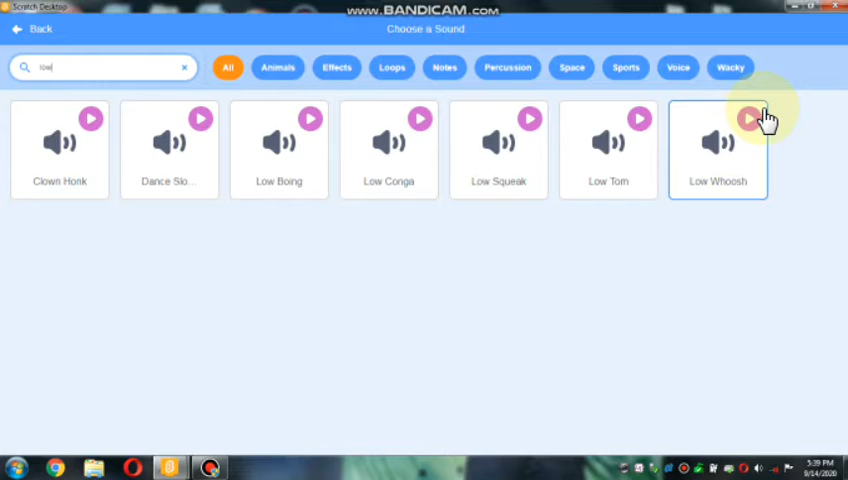 Scratch Desktop
www.BANDICAM.com
Back
Choose a Sound
low
All
Animals
Effects
Loops
Notes
Percussion
Space
Sports
Voice
Wacky
Clown Honk
Dance Slo...
Low Boing
Low Conga
Low Squeak
Low Tom
Low Whoosh
5:39 PM
9/14/2020